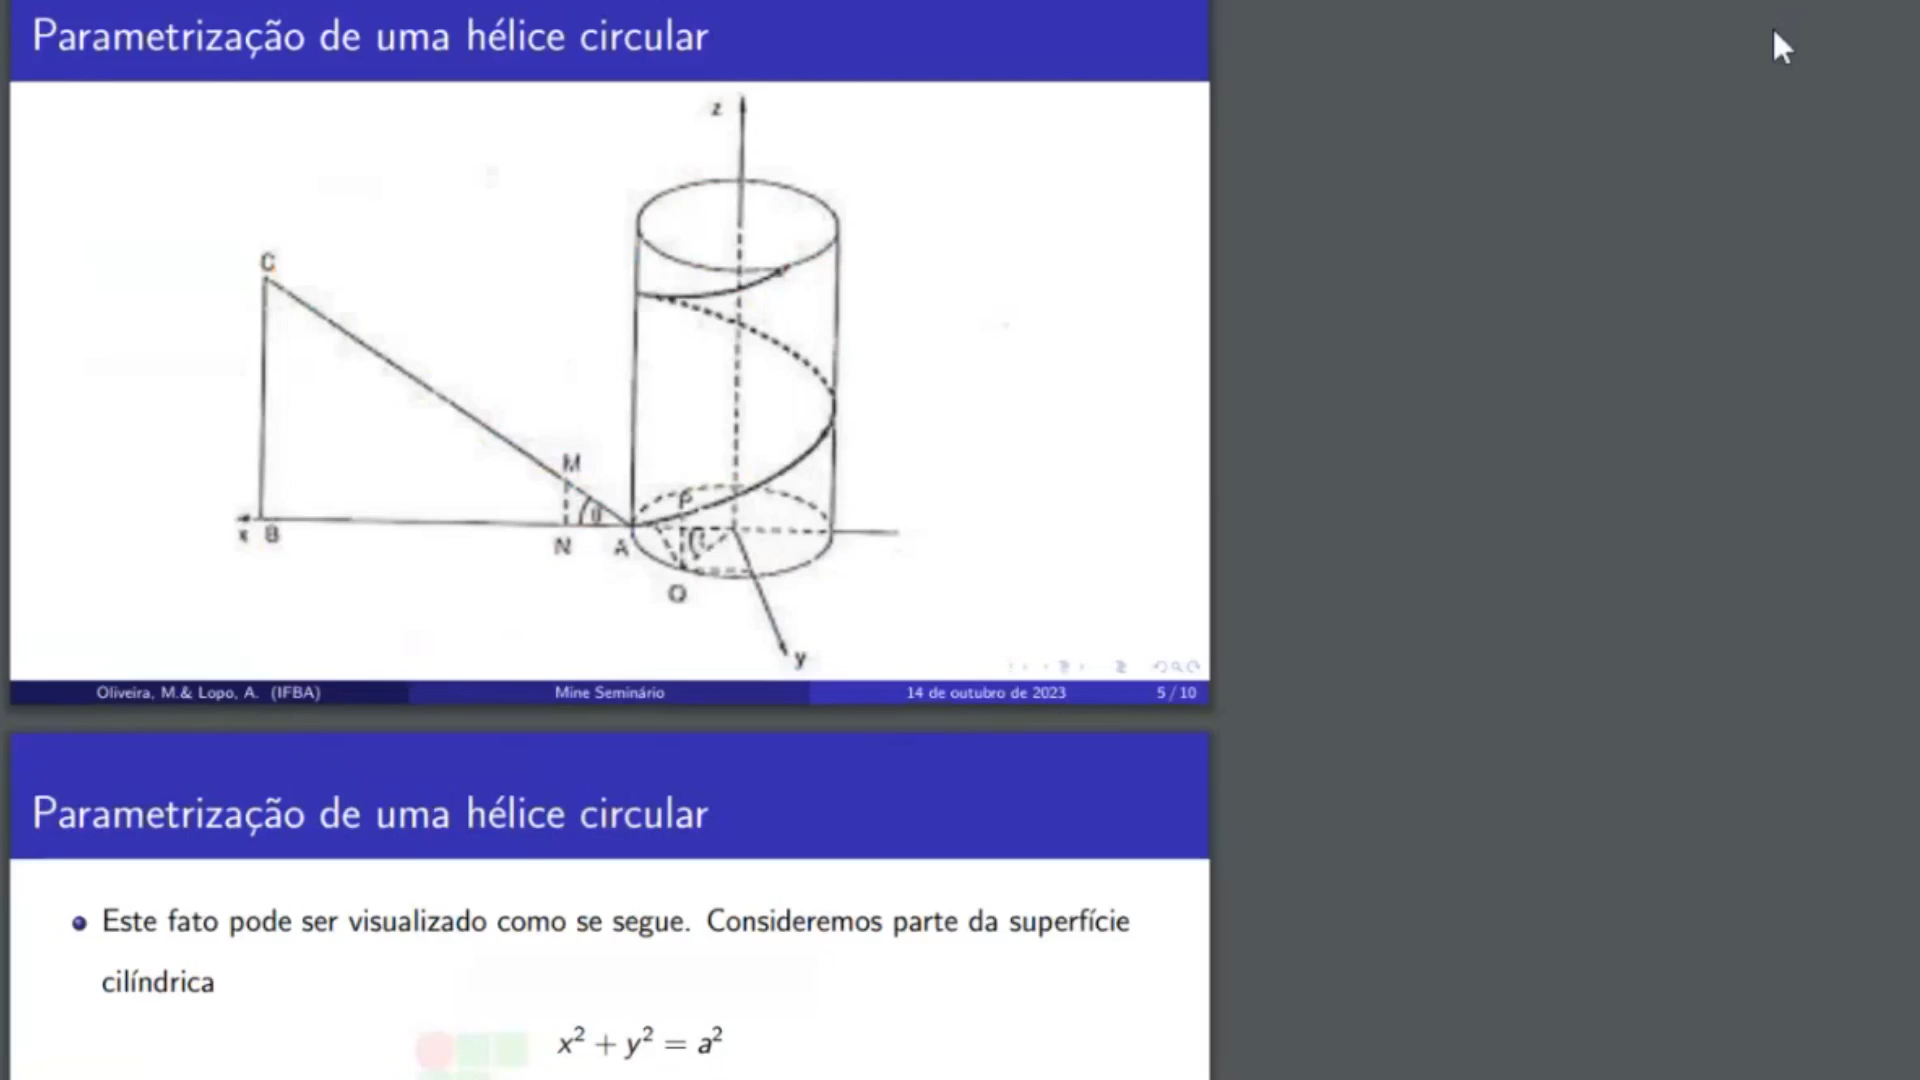 Parametrização de uma hélice circular
z
C
M
P
θ
x B
N
A
t
Q
y
Oliveira, M.& Lopo, A. (IFBA) Mine Seminário 14 de outubro de 2023 5 / 10
Parametrização de uma hélice circular
Este fato pode ser visualizado como se segue. Consideremos parte da superfície
cilíndrica
x² + y² = a²